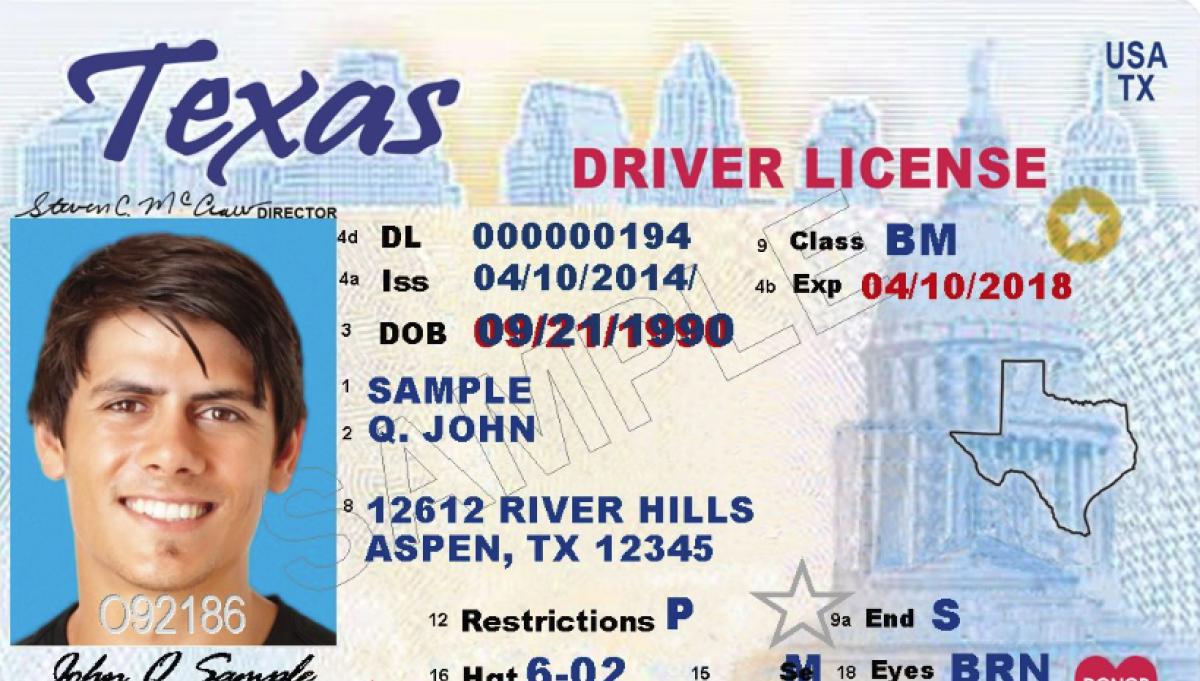 Texas
USA
TX
DRIVER LICENSE
Steven C. McCraw DIRECTOR
4d DL 000000194 9 Class BM
4a Iss 04/10/2014/ 4b Exp 04/10/2018
3 DOB 09/21/1990
1 SAMPLE
2 Q. JOHN
SAMPLE
8 12612 RIVER HILLS
ASPEN, TX 12345
O92186
12 Restrictions P 9a End S
John Q Sample
16 Hgt 6-02 15 Se M 18 Eyes BRN
DONOR